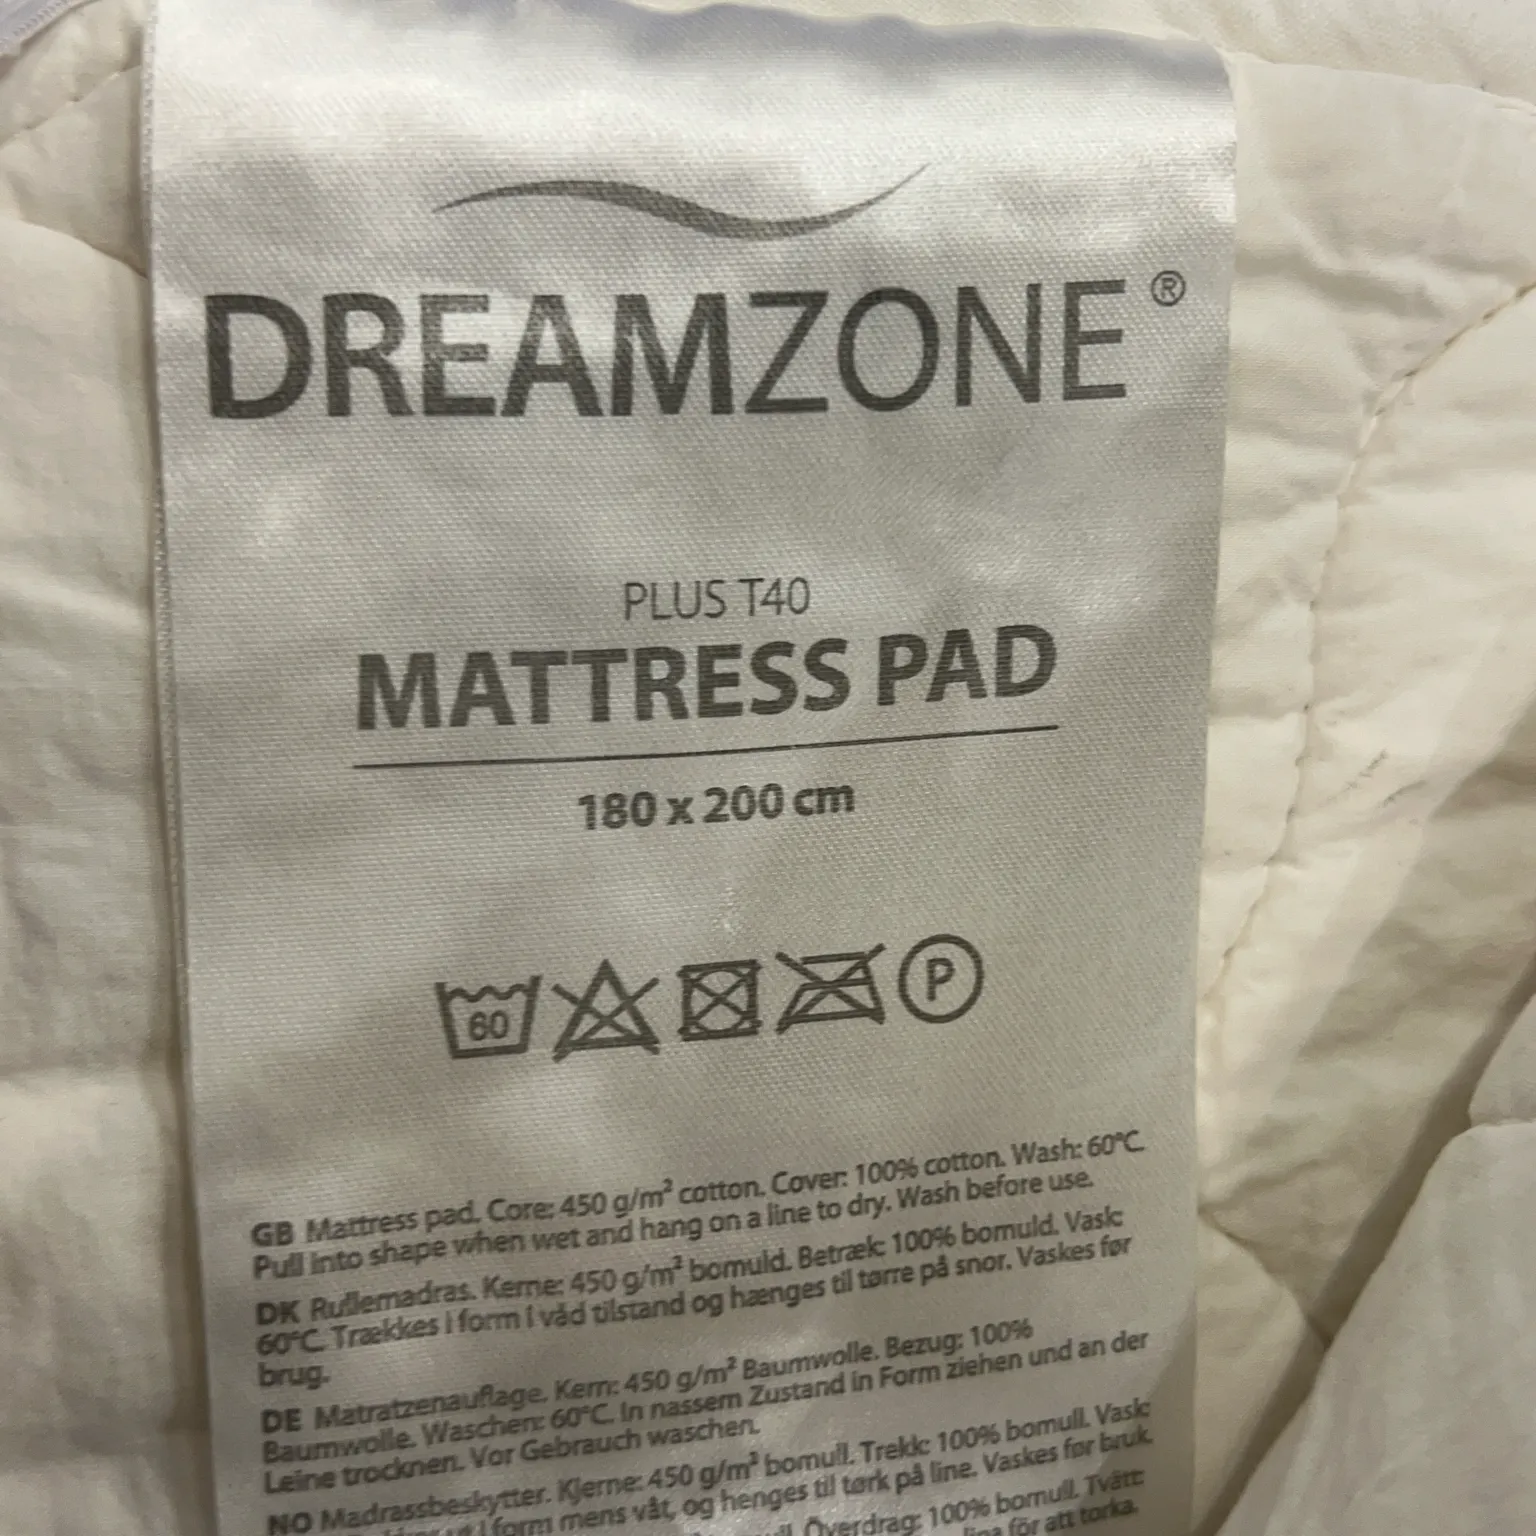 DREAMZONE®
PLUS T40
MATTRESS PAD
180 x 200 cm
60 P
GB Mattress pad. Core: 450 g/m² cotton. Cover: 100% cotton. Wash: 60°C.
Pull into shape when wet and hang on a line to dry. Wash before use.
DK Rullemadras. Kerne: 450 g/m² bomuld. Betræk: 100% bomuld. Vask:
60°C. Trækkes i form i våd tilstand og hænges til tørre på snor. Vaskes før
brug.
DE Matratzenauflage. Kern: 450 g/m² Baumwolle. Bezug: 100%
Baumwolle. Waschen: 60°C. In nassem Zustand in Form ziehen und an der
Leine trocknen. Vor Gebrauch waschen.
NO Madrassbeskytter. Kjerne: 450 g/m² bomull. Trekk: 100% bomull. Vask:
i form mens våt, og henges til tørk på line. Vaskes før bruk.
Överdrag: 100% bomull. Tvätt:
lina för att torka.